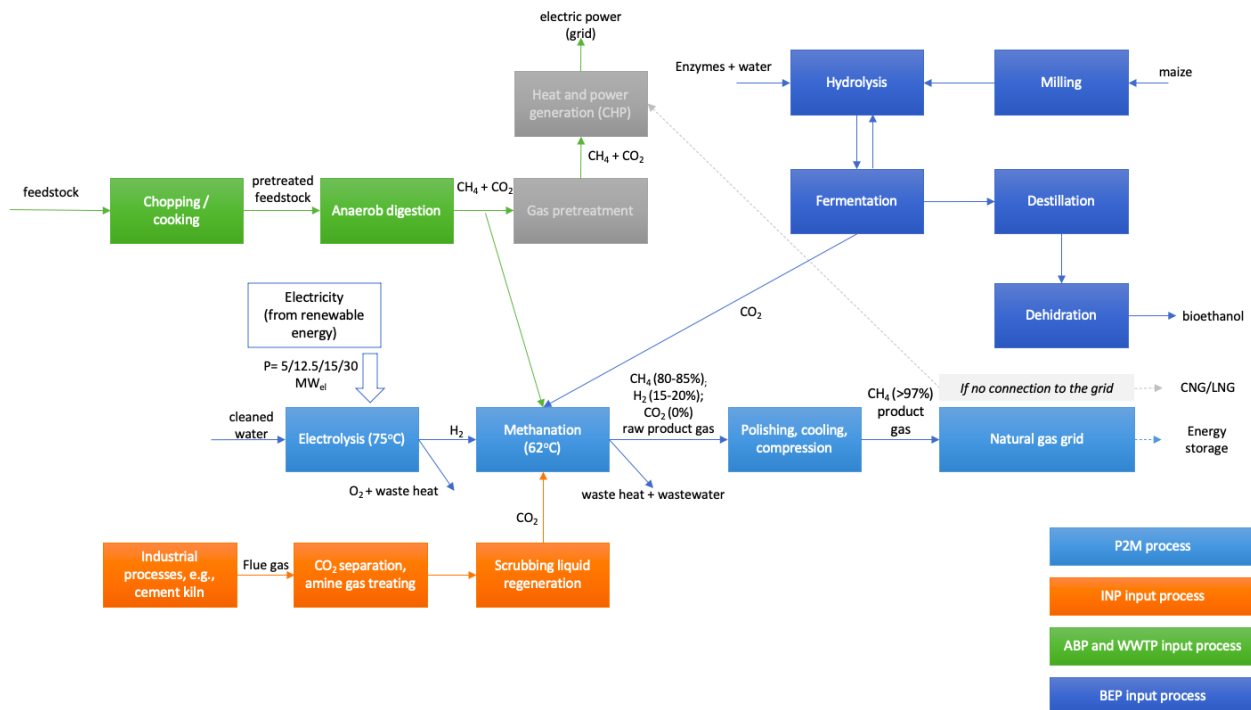 electric power
(grid)
Enzymes + water
Hydrolysis
Milling
maize
Heat and power
generation (CHP)
CH₄ + CO₂
feedstock
Chopping /
cooking
pretreated
feedstock
Anaerob digestion
CH₄ + CO₂
Gas pretreatment
Fermentation
Destillation
Electricity
(from renewable
energy)
CO₂
Dehidration
bioethanol
P= 5/12.5/15/30
MWel
CH₄ (80-85%);
H₂ (15-20%);
CO₂ (0%)
raw product gas
CH₄ (>97%)
product
gas
If no connection to the grid
CNG/LNG
cleaned
water
Electrolysis (75°C)
H₂
Methanation
(62°C)
Polishing, cooling,
compression
Natural gas grid
Energy
storage
O₂ + waste heat
waste heat + wastewater
CO₂
Industrial
processes, e.g.,
cement kiln
Flue gas
CO₂ separation,
amine gas treating
Scrubbing liquid
regeneration
P2M process
INP input process
ABP and WWTP input process
BEP input process